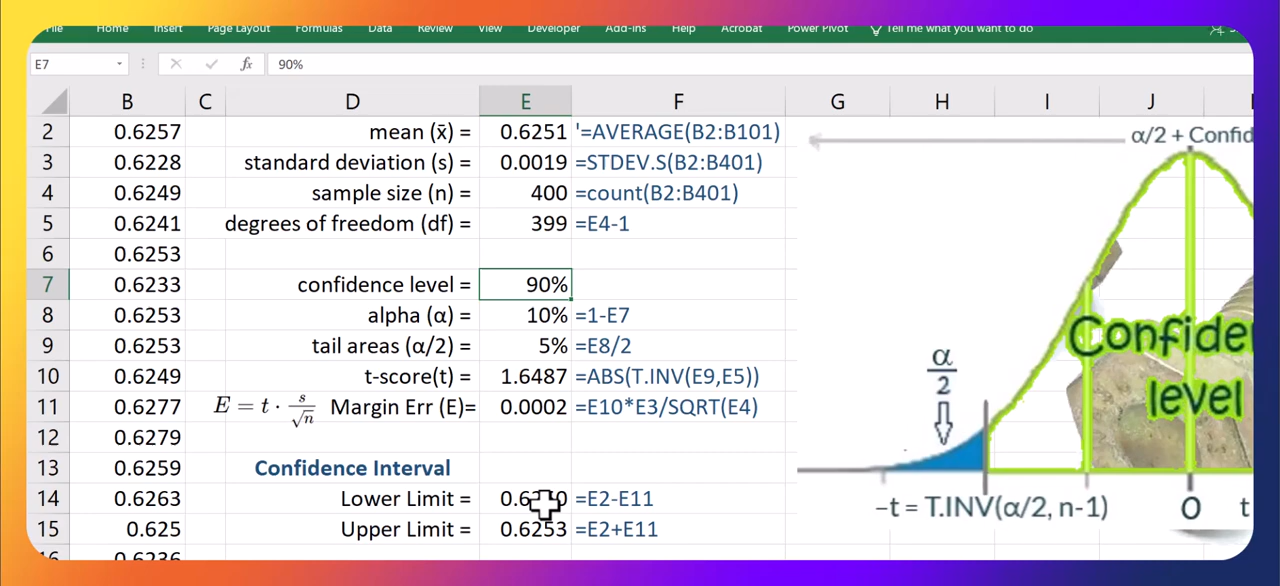 File Home Insert Page Layout Formulas Data Review View Developer Add-ins Help Acrobat Power Pivot Tell me what you want to do
E7 fx 90%
B C D E F G H I J
2 0.6257 mean (x̄) = 0.6251 '=AVERAGE(B2:B101)
3 0.6228 standard deviation (s) = 0.0019 =STDEV.S(B2:B401)
4 0.6249 sample size (n) = 400 =count(B2:B401)
5 0.6241 degrees of freedom (df) = 399 =E4-1
6 0.6253
7 0.6233 confidence level = 90%
8 0.6253 alpha (α) = 10% =1-E7
9 0.6253 tail areas (α/2) = 5% =E8/2
10 0.6249 t-score(t) = 1.6487 =ABS(T.INV(E9,E5))
11 0.6277 E = t · s/√n Margin Err (E)= 0.0002 =E10*E3/SQRT(E4)
12 0.6279
13 0.6259 Confidence Interval
14 0.6263 Lower Limit = =E2-E11
15 0.625 Upper Limit = 0.6253 =E2+E11
16 0.6236
α/2 + Confid
α/2
Confide
level
−t = T.INV(α/2, n-1) 0 t